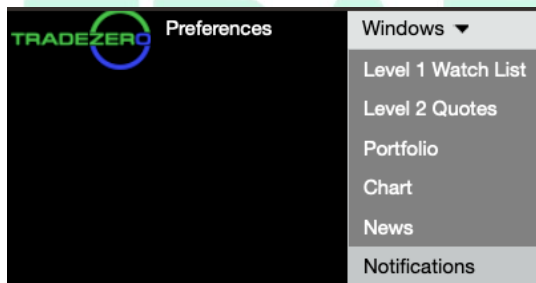 TRADEZERO
Preferences
Windows
Level 1 Watch List
Level 2 Quotes
Portfolio
Chart
News
Notifications